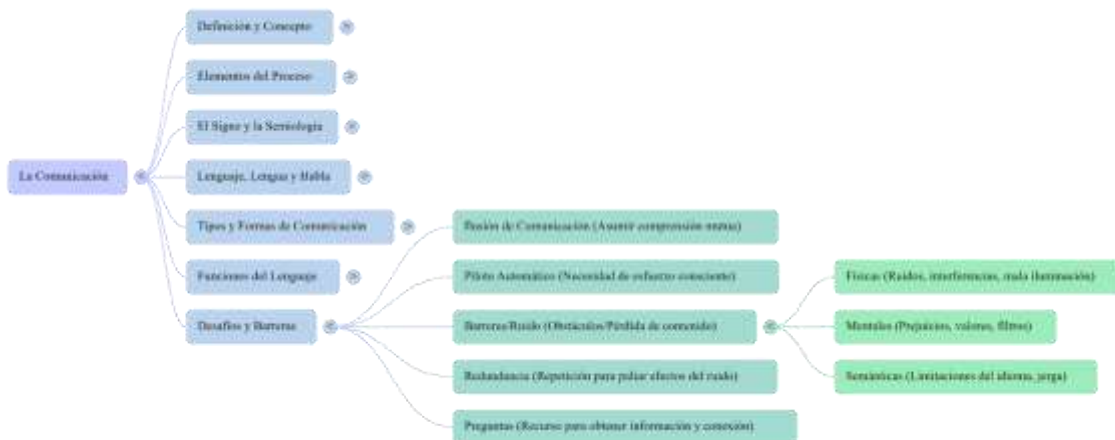 La Comunicación
Definición y Concepto
Elementos del Proceso
El Signo y la Semiología
Lenguaje, Lengua y Habla
Tipos y Formas de Comunicación
Funciones del Lenguaje
Desafíos y Barreras
Ilusión de Comunicación (Asumir comprensión mutua)
Piloto Automático (Necesidad de esfuerzo consciente)
Barreras/Ruido (Obstáculos/Pérdida de contenido)
Redundancia (Repetición para paliar efectos del ruido)
Preguntas (Recurso para obtener información y conexión)
Físicas (Ruidos, interferencias, mala iluminación)
Mentales (Prejuicios, valores, filtros)
Semánticas (Limitaciones del idioma, jerga)